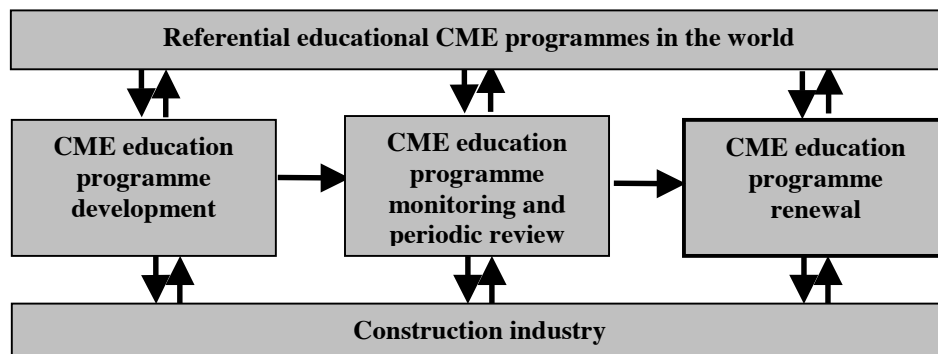 Referential educational CME programmes in the world
CME education
programme
development
CME education
programme
monitoring and
periodic review
CME education
programme
renewal
Construction industry